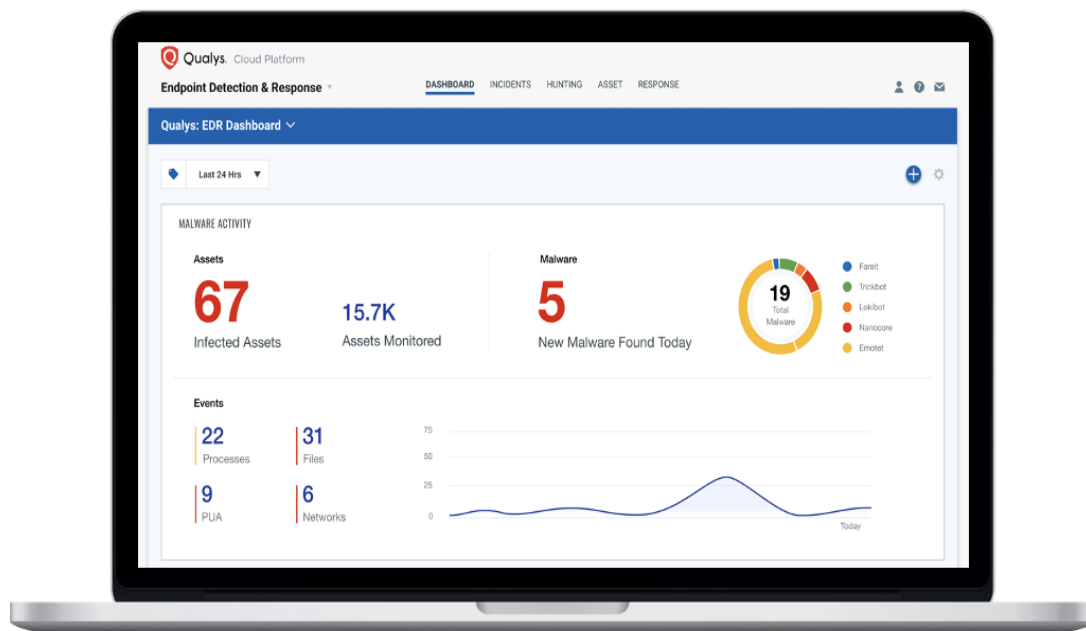 Qualys. Cloud Platform
Endpoint Detection & Response
DASHBOARD INCIDENTS HUNTING ASSET RESPONSE
Qualys: EDR Dashboard
Last 24 Hrs
MALWARE ACTIVITY
Assets
67
Infected Assets
15.7K
Assets Monitored
Malware
5
New Malware Found Today
19
Total
Malware
Fareit
Trickbot
Lokibot
Nanocore
Emotet
Events
22
Processes
31
Files
9
PUA
6
Networks
75
50
25
0
Today